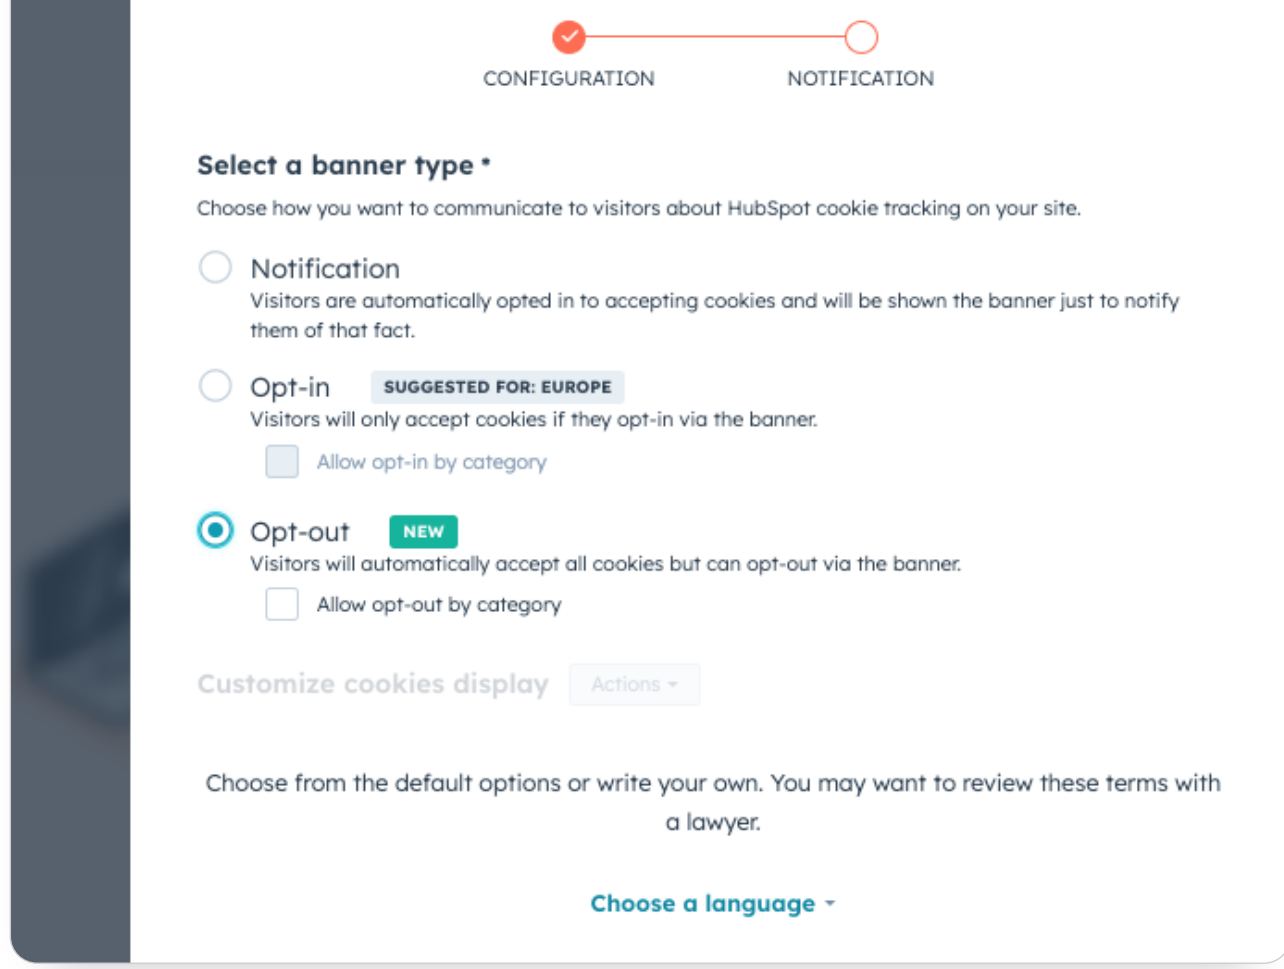 CONFIGURATION NOTIFICATION
Select a banner type *
Choose how you want to communicate to visitors about HubSpot cookie tracking on your site.
Notification
Visitors are automatically opted in to accepting cookies and will be shown the banner just to notify
them of that fact.
Opt-in SUGGESTED FOR: EUROPE
Visitors will only accept cookies if they opt-in via the banner.
Allow opt-in by category
Opt-out NEW
Visitors will automatically accept all cookies but can opt-out via the banner.
Allow opt-out by category
Customize cookies display Actions
Choose from the default options or write your own. You may want to review these terms with
a lawyer.
Choose a language